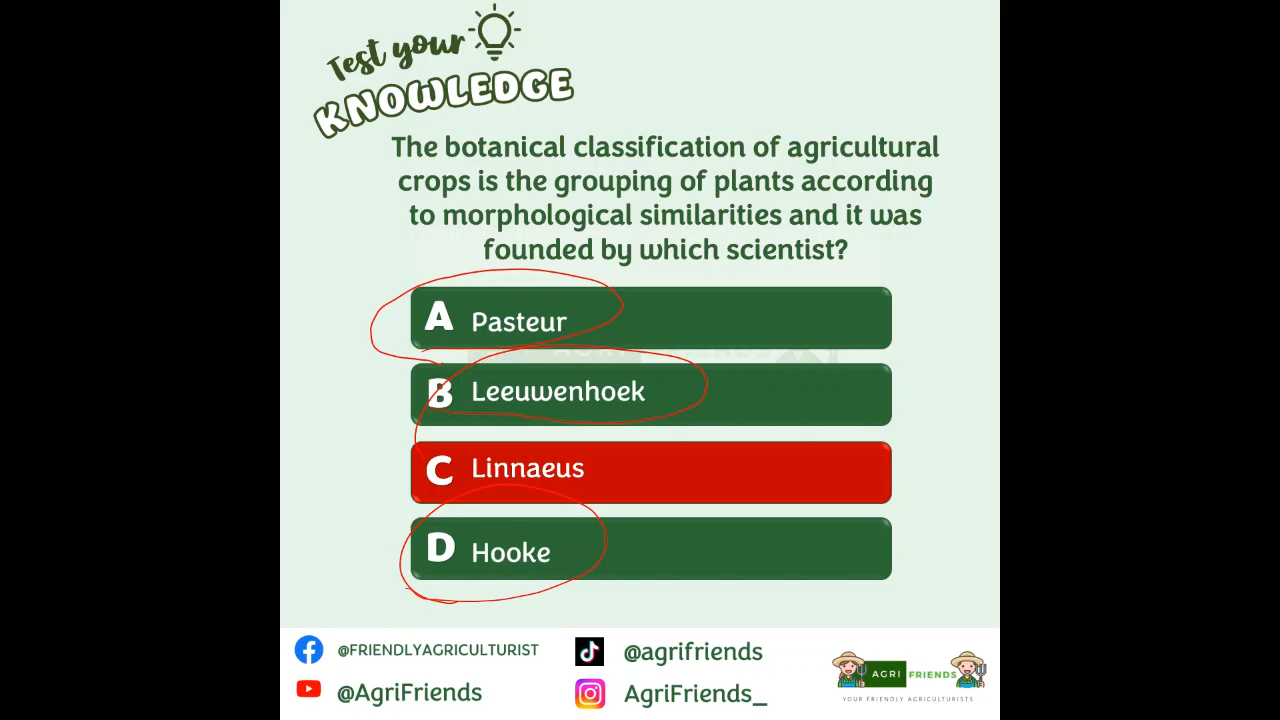 Test your
KNOWLEDGE
The botanical classification of agricultural
crops is the grouping of plants according
to morphological similarities and it was
founded by which scientist?
A Pasteur
AGRIFRIENDS
B Leeuwenhoek
C Linnaeus
D Hooke
@FRIENDLYAGRICULTURIST
@agrifriends
@AgriFriends
AgriFriends_
AGRI FRIENDS
YOUR FRIENDLY AGRICULTURISTS